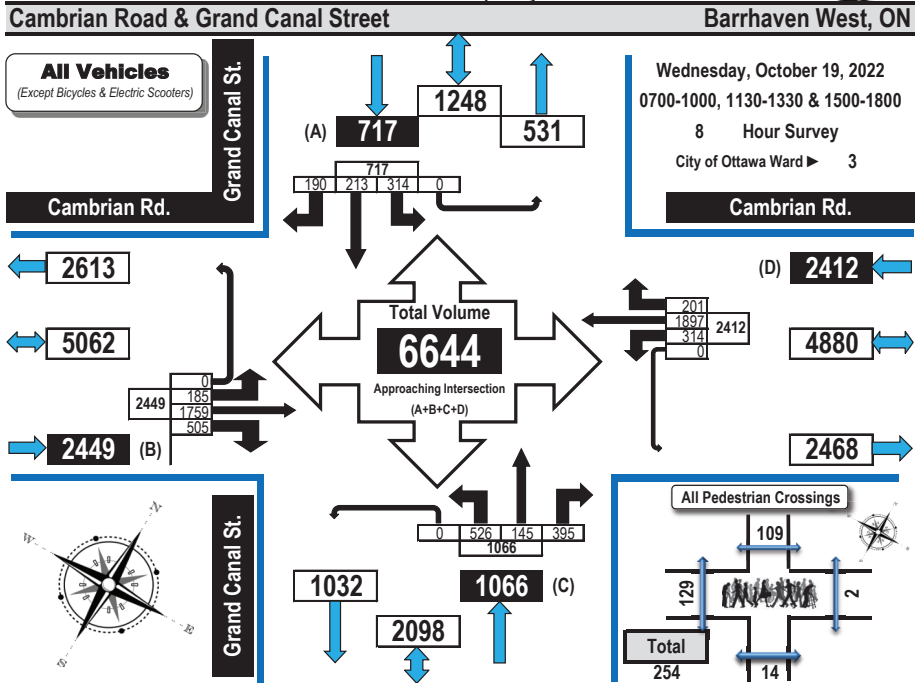 Cambrian Road & Grand Canal Street Barrhaven West, ON
All Vehicles
(Except Bicycles & Electric Scooters)
Grand Canal St.
Cambrian Rd.
1248
(A) 717
531
717
190 213 314 0
Wednesday, October 19, 2022
0700-1000, 1130-1330 & 1500-1800
8 Hour Survey
City of Ottawa Ward ► 3
Cambrian Rd.
2613
5062
2449 (B)
0
185
2449
1759
505
Total Volume
6644
Approaching Intersection
(A+B+C+D)
201
1897
2412
314
0
(D) 2412
4880
2468
Grand Canal St.
N
W
E
S
0 526 145 395
1066
1032
1066 (C)
2098
All Pedestrian Crossings
109
129
2
Total
254
14